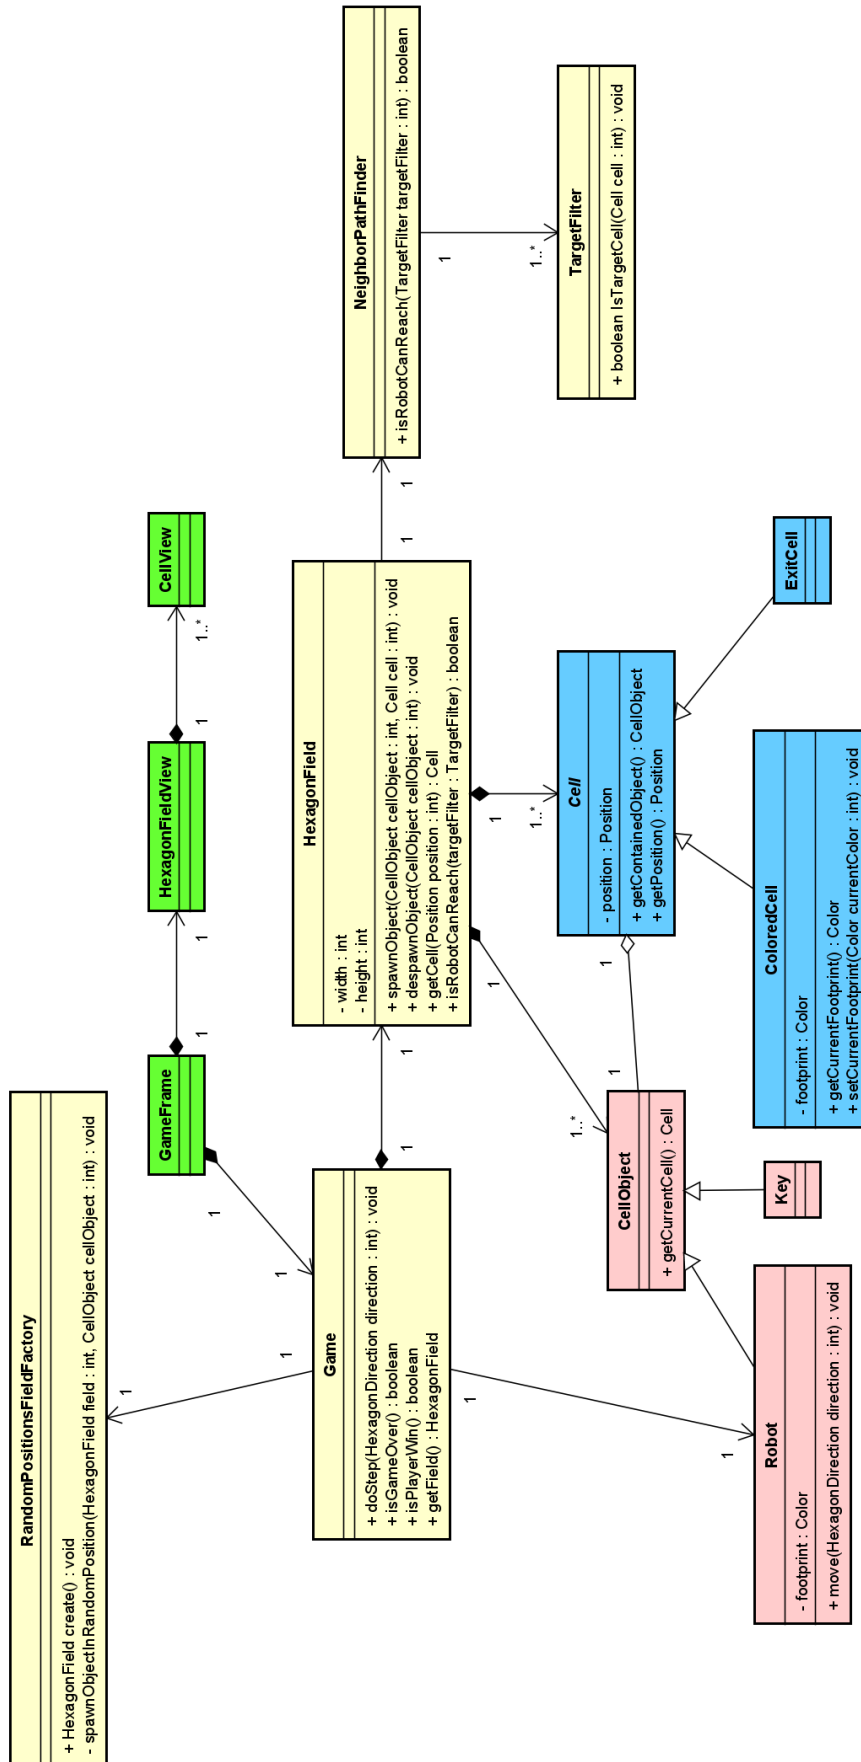 RandomPositionsFieldFactory
+ HexagonField create() : void
- spawnObjectInRandomPosition(HexagonField field : int, CellObject cellObject : int) : void
1
1
GameFrame
1
1
HexagonFieldView
1
1..*
CellView
1
1
Game
+ doStep(HexagonDirection direction : int) : void
+ isGameOver() : boolean
+ isPlayerWin() : boolean
+ getField() : HexagonField
1
1
HexagonField
- width : int
- height : int
+ spawnObject(CellObject cellObject : int, Cell cell : int) : void
+ despawnObject(CellObject cellObject : int) : void
+ getCell(Position position : int) : Cell
+ isRobotCanReach(targetFilter : TargetFilter) : boolean
1
1
NeighborPathFinder
+ isRobotCanReach(TargetFilter targetFilter : int) : boolean
1
1..*
TargetFilter
+ boolean IsTargetCell(Cell cell : int) : void
1
1..*
1
1..*
Cell
- position : Position
+ getContainedObject() : CellObject
+ getPosition() : Position
1
1
CellObject
+ getCurrentCell() : Cell
1
1
Robot
- footprint : Color
+ move(HexagonDirection direction : int) : void
Key
ColoredCell
- footprint : Color
+ getCurrentFootprint() : Color
+ setCurrentFootprint(Color currentColor : int) : void
ExitCell